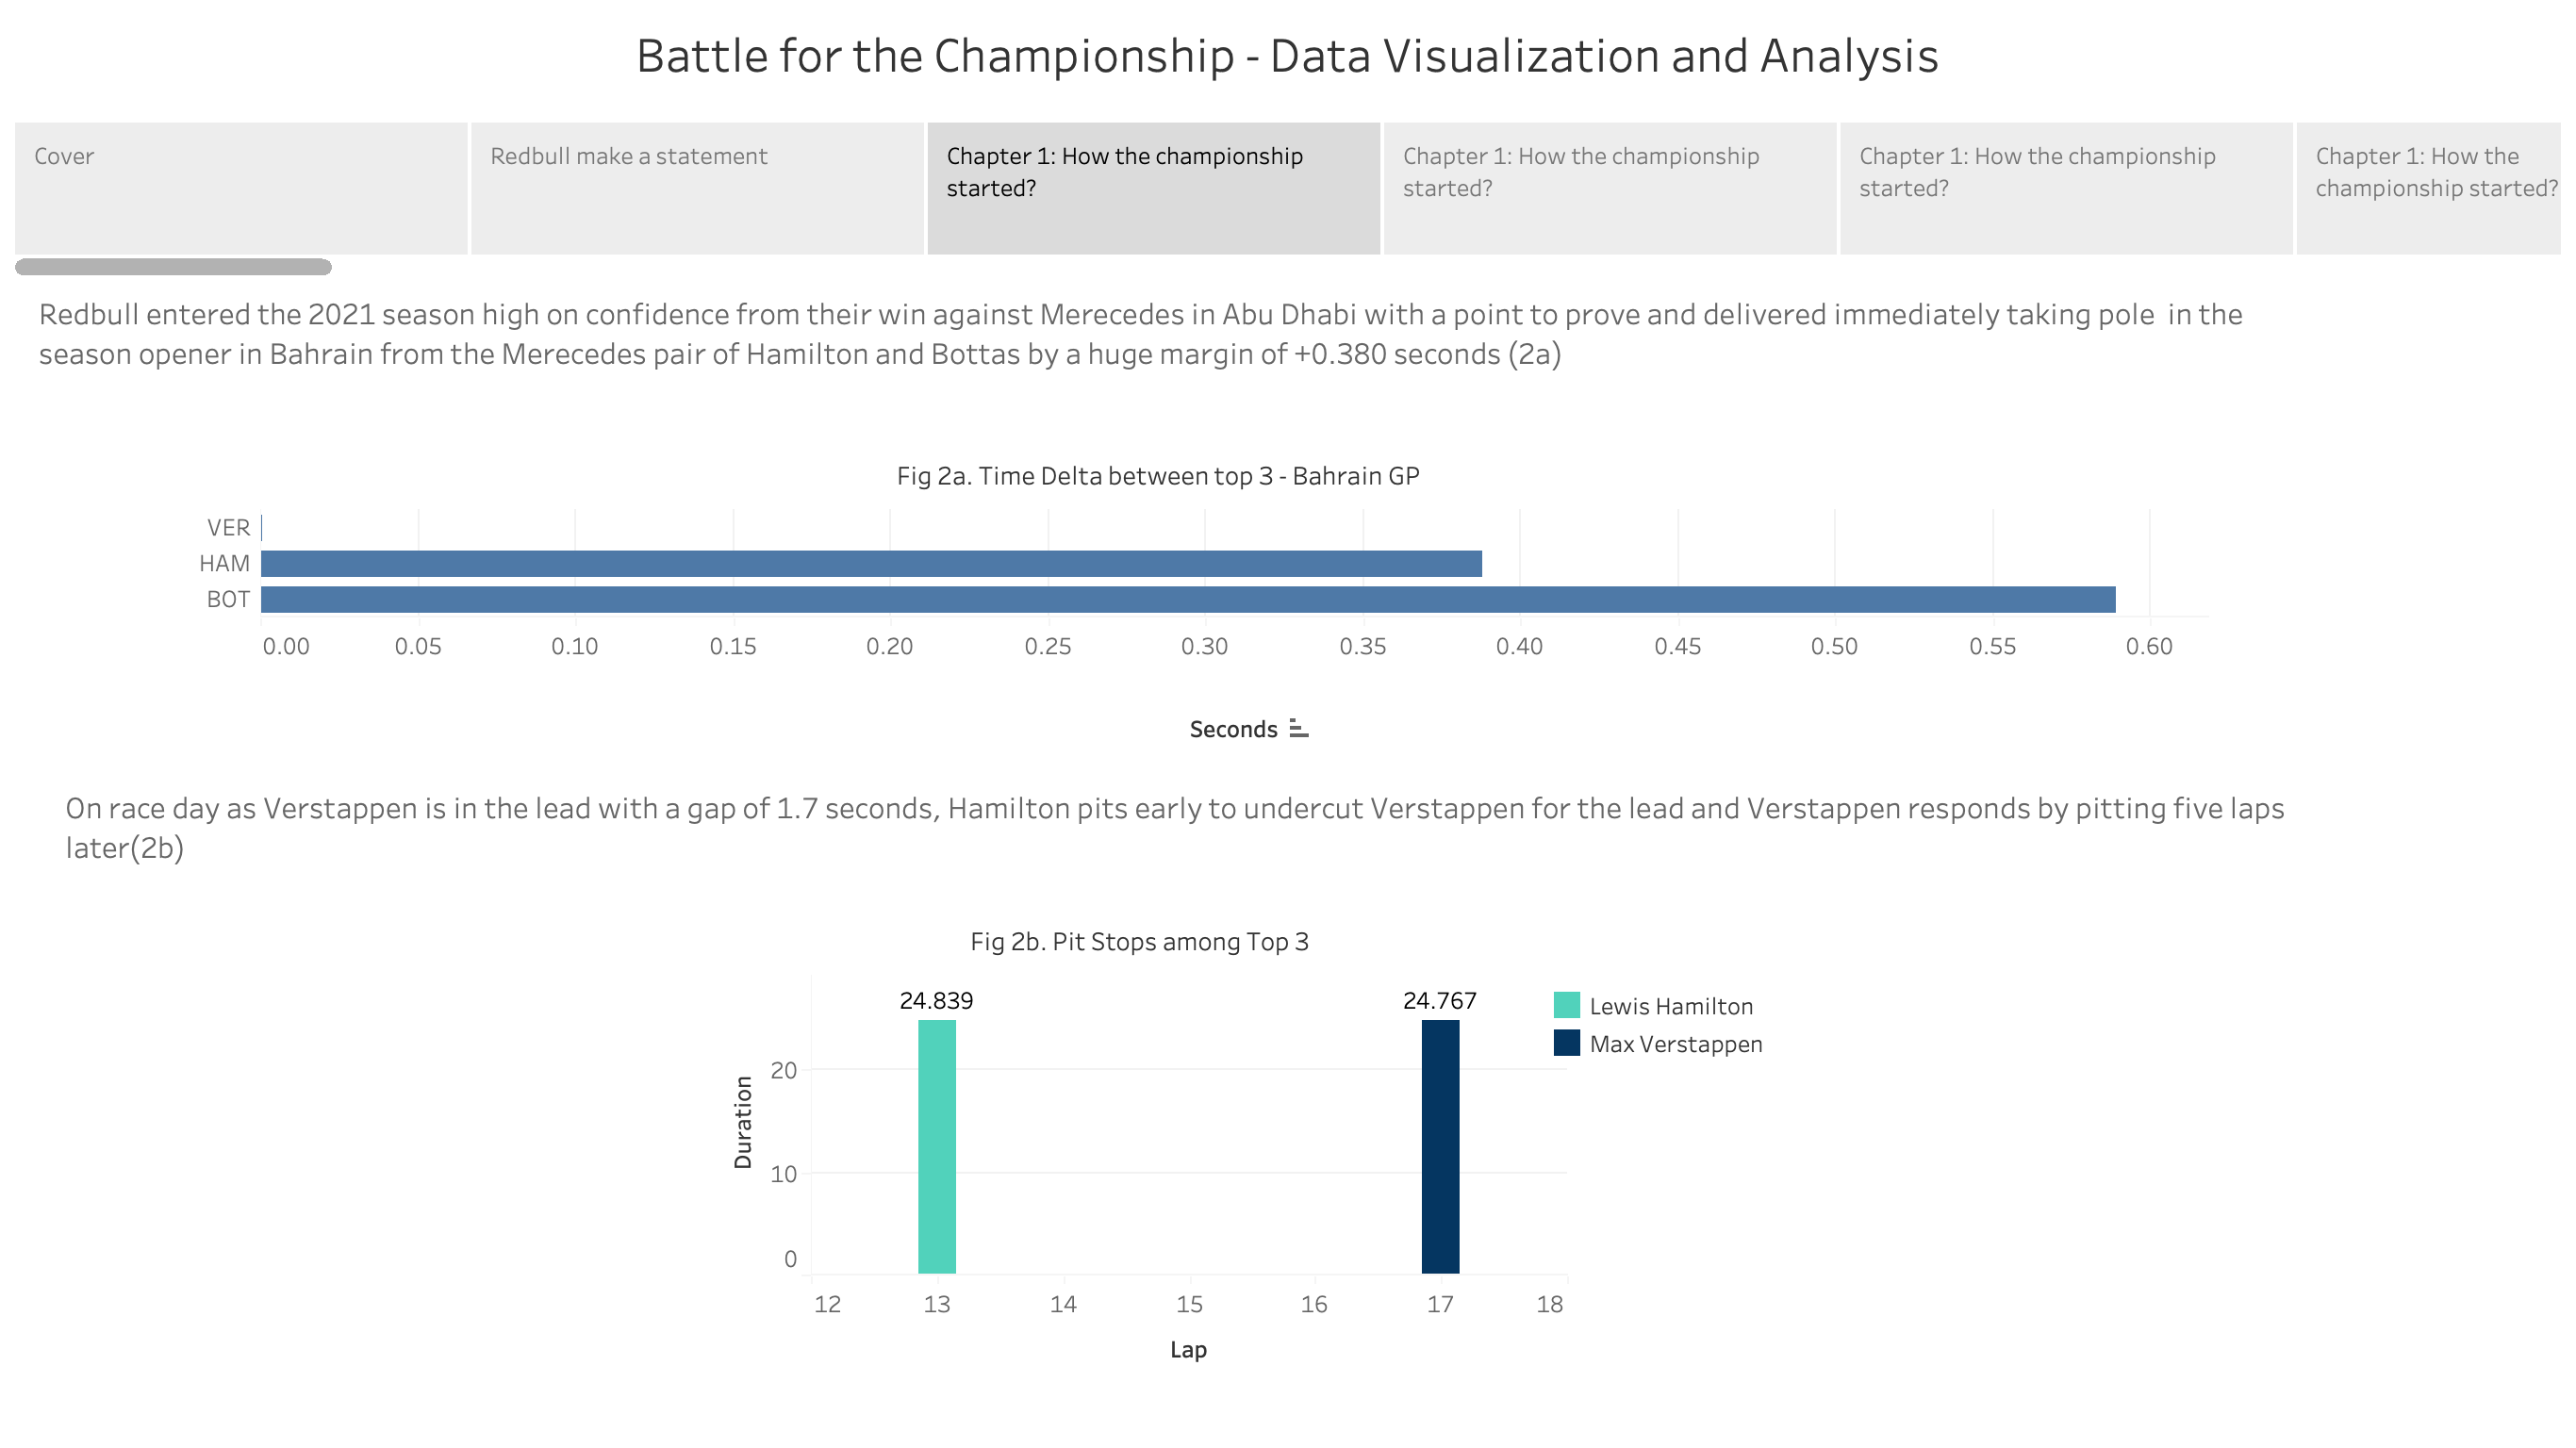 Battle for the Championship - Data Visualization and Analysis
Cover
Redbull make a statement
Chapter 1: How the championship
started?
Chapter 1: How the championship
started?
Chapter 1: How the championship
started?
Chapter 1: How the
championship started?
Redbull entered the 2021 season high on confidence from their win against Merecedes in Abu Dhabi with a point to prove and delivered immediately taking pole  in the
season opener in Bahrain from the Merecedes pair of Hamilton and Bottas by a huge margin of +0.380 seconds (2a)
Fig 2a. Time Delta between top 3 - Bahrain GP
VER
HAM
BOT
0.00 0.05 0.10 0.15 0.20 0.25 0.30 0.35 0.40 0.45 0.50 0.55 0.60
Seconds
On race day as Verstappen is in the lead with a gap of 1.7 seconds, Hamilton pits early to undercut Verstappen for the lead and Verstappen responds by pitting five laps
later(2b)
Fig 2b. Pit Stops among Top 3
24.839 24.767
Lewis Hamilton
Max Verstappen
Duration
20
10
0
12 13 14 15 16 17 18
Lap